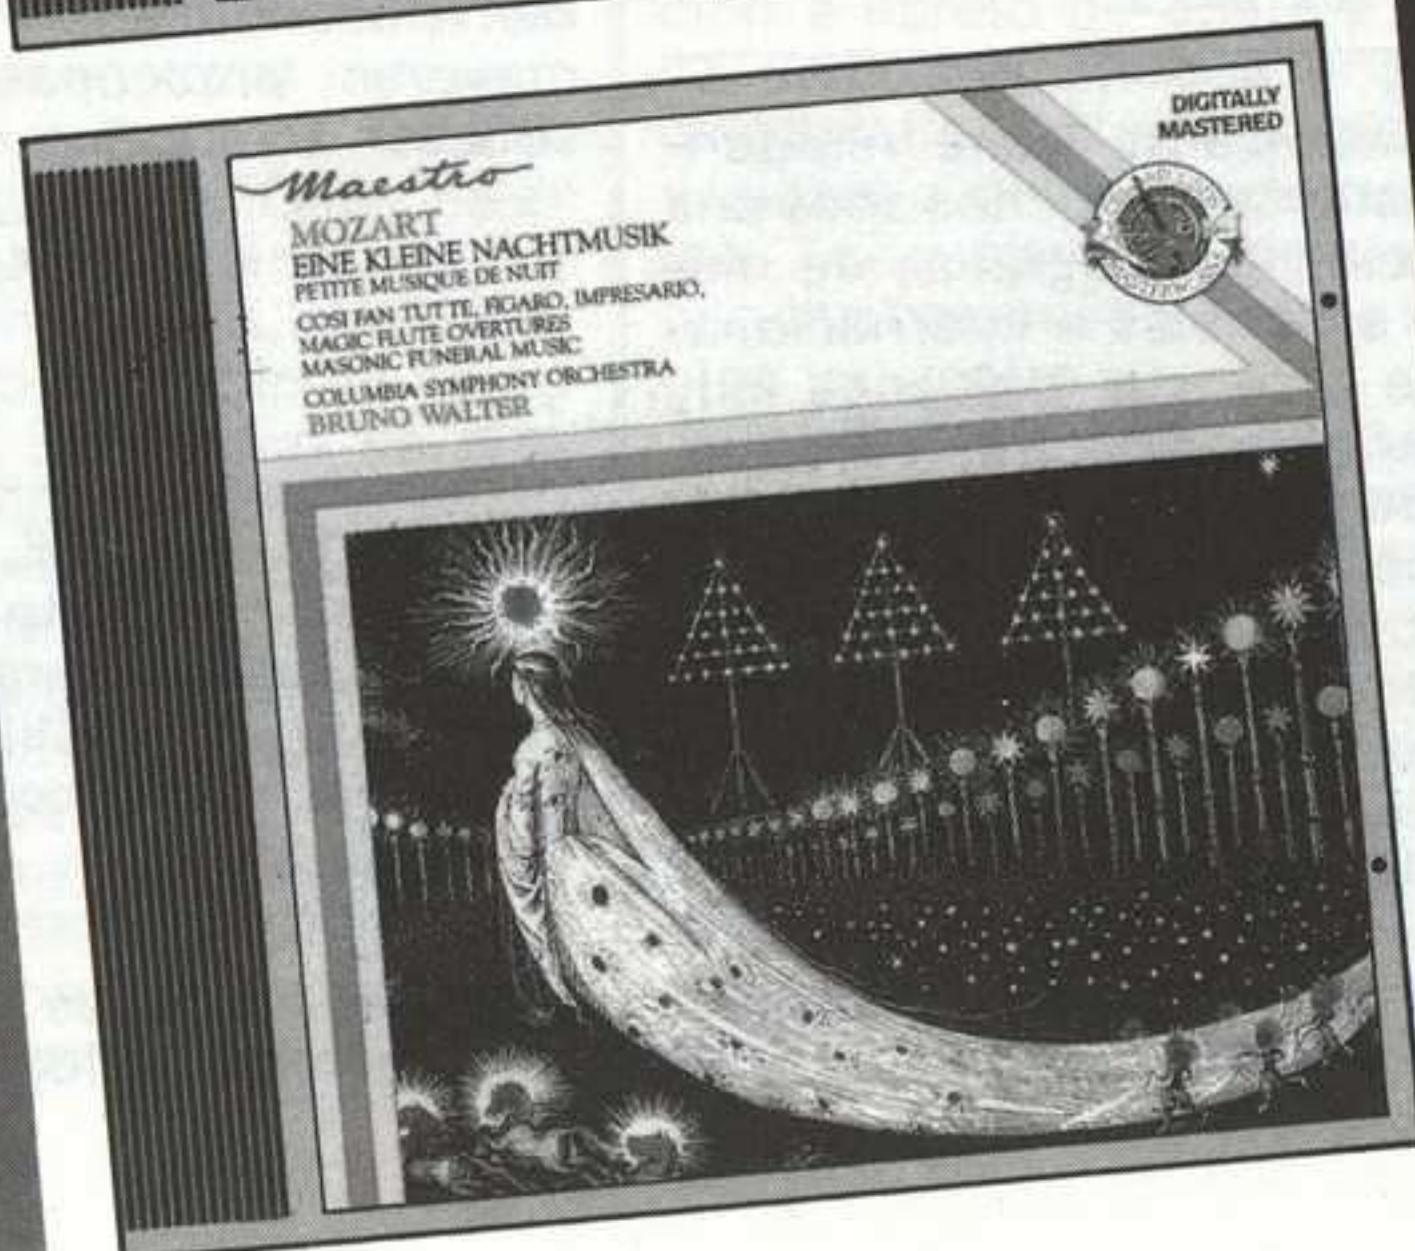 DIGITALLY
MASTERED
Maestro
MOZART
EINE KLEINE NACHTMUSIK
PETITE MUSIQUE DE NUIT
COSI FAN TUTTE, FIGARO, IMPRESARIO,
MAGIC FLUTE OVERTURES
MASONIC FUNERAL MUSIC
COLUMBIA SYMPHONY ORCHESTRA
BRUNO WALTER
MASTERWORKS